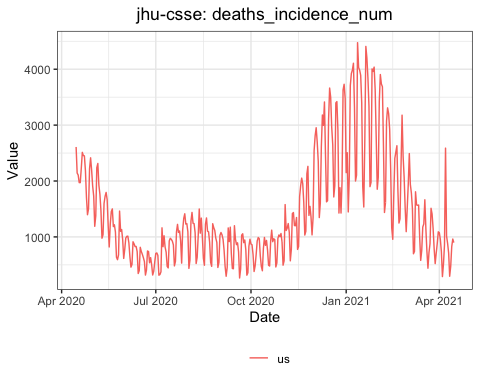 jhu-csse: deaths_incidence_num
Value
4000
3000
2000
1000
Apr 2020 Jul 2020 Oct 2020 Jan 2021 Apr 2021
Date
us